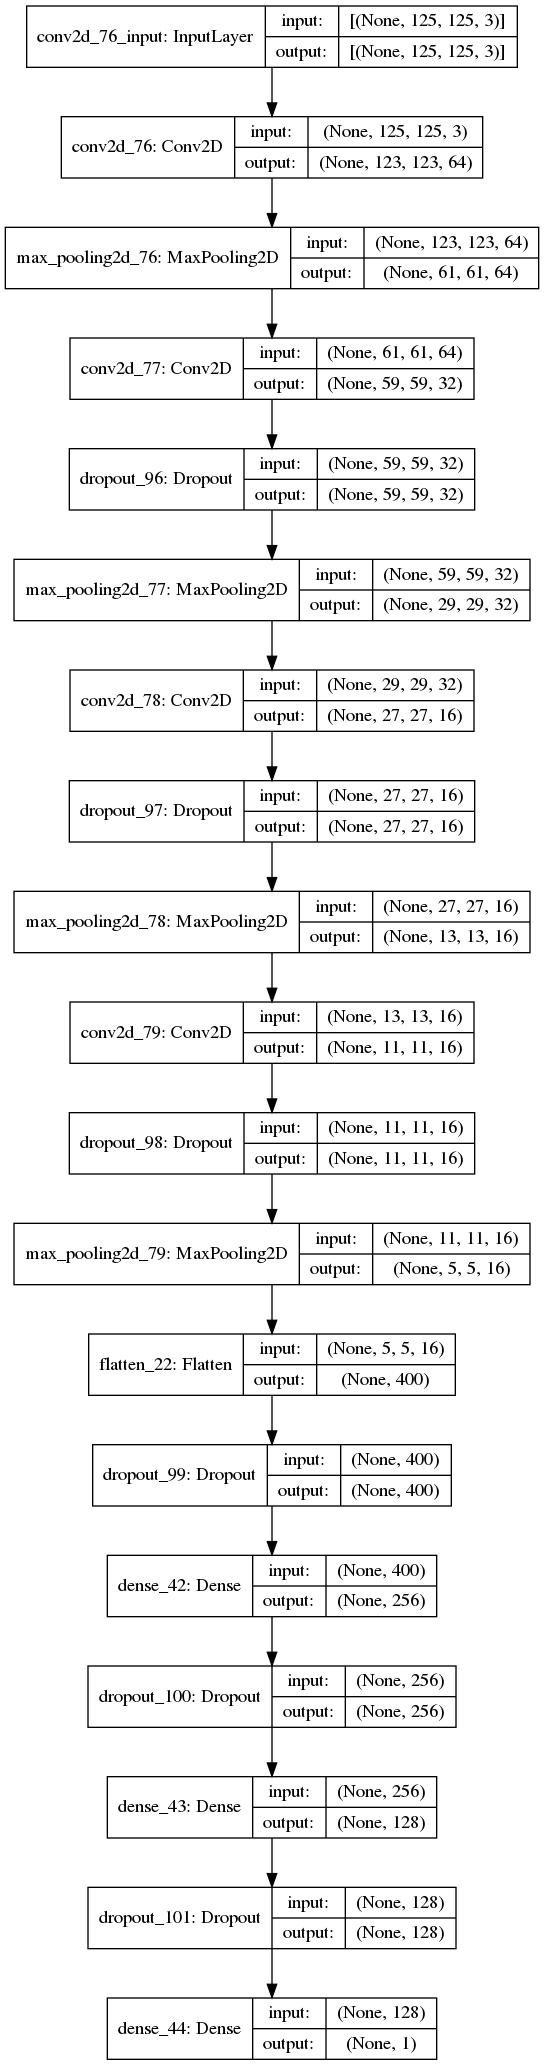 conv2d_76_input: InputLayer
input: [(None, 125, 125, 3)]
output: [(None, 125, 125, 3)]
conv2d_76: Conv2D
input: (None, 125, 125, 3)
output: (None, 123, 123, 64)
max_pooling2d_76: MaxPooling2D
input: (None, 123, 123, 64)
output: (None, 61, 61, 64)
conv2d_77: Conv2D
input: (None, 61, 61, 64)
output: (None, 59, 59, 32)
dropout_96: Dropout
input: (None, 59, 59, 32)
output: (None, 59, 59, 32)
max_pooling2d_77: MaxPooling2D
input: (None, 59, 59, 32)
output: (None, 29, 29, 32)
conv2d_78: Conv2D
input: (None, 29, 29, 32)
output: (None, 27, 27, 16)
dropout_97: Dropout
input: (None, 27, 27, 16)
output: (None, 27, 27, 16)
max_pooling2d_78: MaxPooling2D
input: (None, 27, 27, 16)
output: (None, 13, 13, 16)
conv2d_79: Conv2D
input: (None, 13, 13, 16)
output: (None, 11, 11, 16)
dropout_98: Dropout
input: (None, 11, 11, 16)
output: (None, 11, 11, 16)
max_pooling2d_79: MaxPooling2D
input: (None, 11, 11, 16)
output: (None, 5, 5, 16)
flatten_22: Flatten
input: (None, 5, 5, 16)
output: (None, 400)
dropout_99: Dropout
input: (None, 400)
output: (None, 400)
dense_42: Dense
input: (None, 400)
output: (None, 256)
dropout_100: Dropout
input: (None, 256)
output: (None, 256)
dense_43: Dense
input: (None, 256)
output: (None, 128)
dropout_101: Dropout
input: (None, 128)
output: (None, 128)
dense_44: Dense
input: (None, 128)
output: (None, 1)